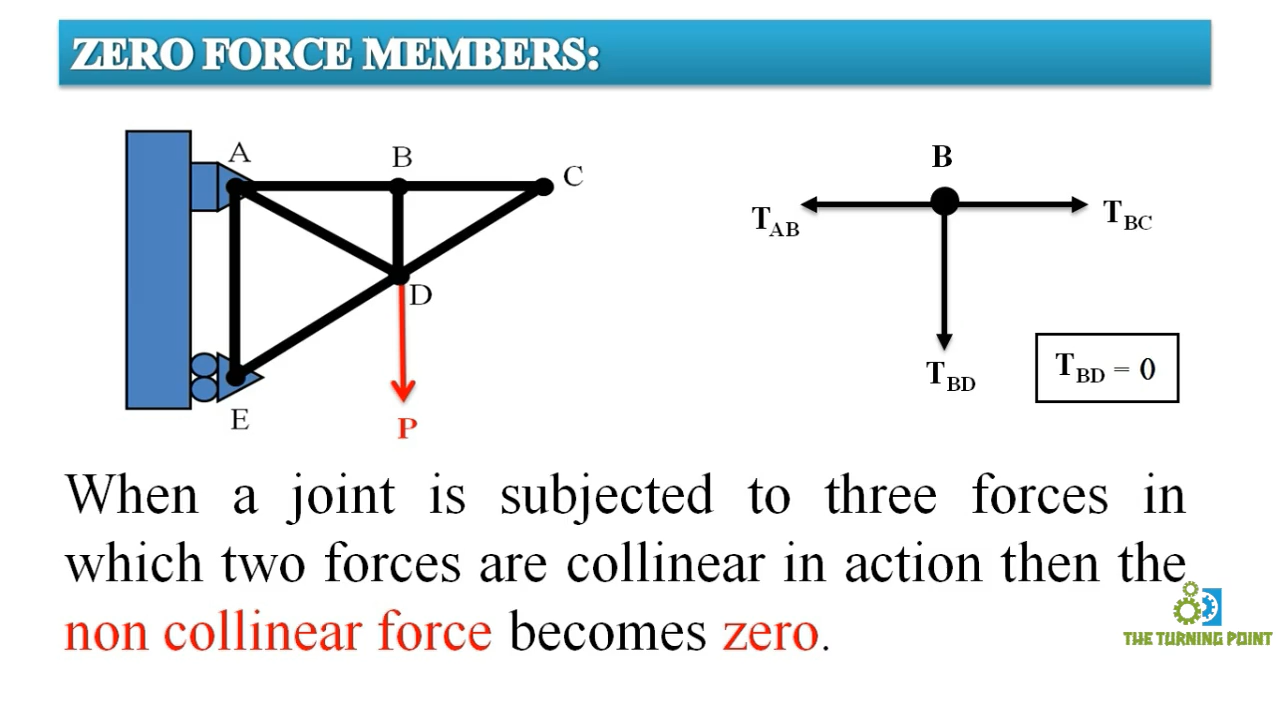 ZERO FORCE MEMBERS:
A
B
C
D
E
P
B
T_AB
T_BC
T_BD
T_BD = 0
When a joint is subjected to three forces in
which two forces are collinear in action then the
non collinear force becomes zero.
THE TURNING POINT